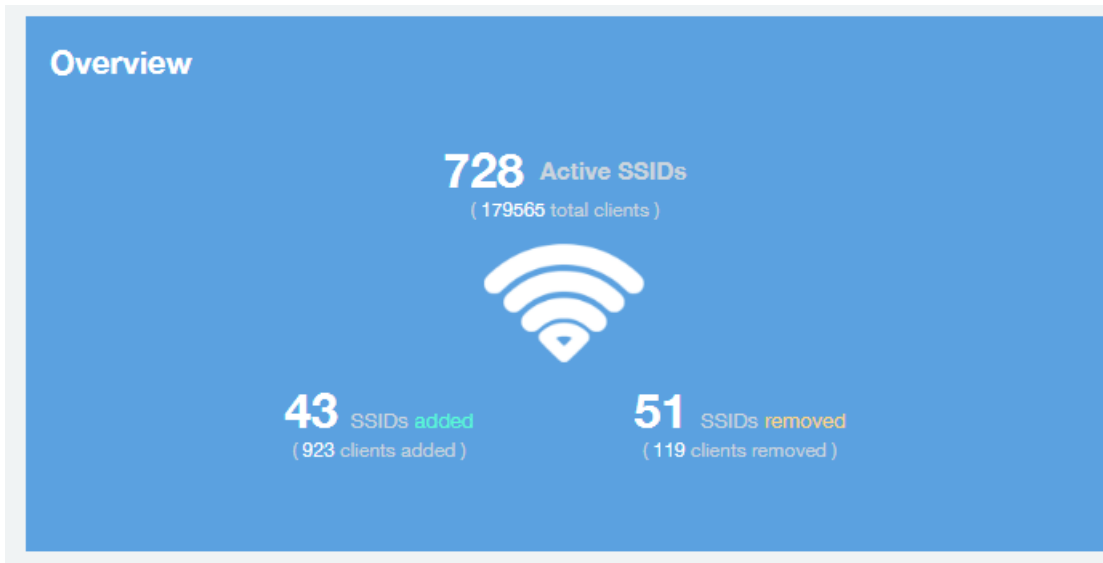 Overview
728 Active SSIDs
( 179565 total clients )
43 SSIDs added
51 SSIDs removed
( 923 clients added )
( 119 clients removed )